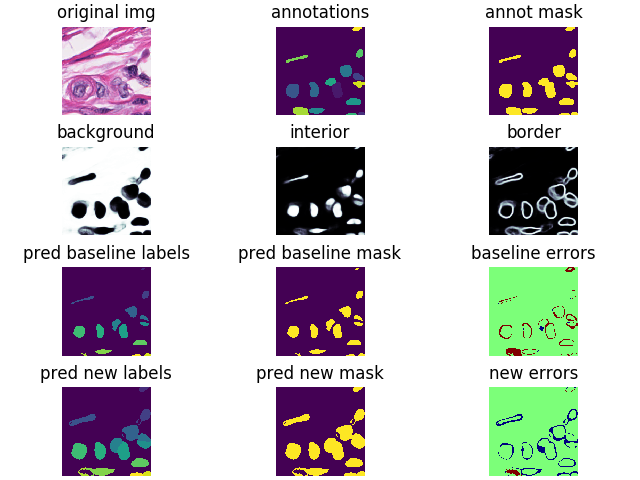 original img
annotations
annot mask
background
interior
border
pred baseline labels
pred baseline mask
baseline errors
pred new labels
pred new mask
new errors